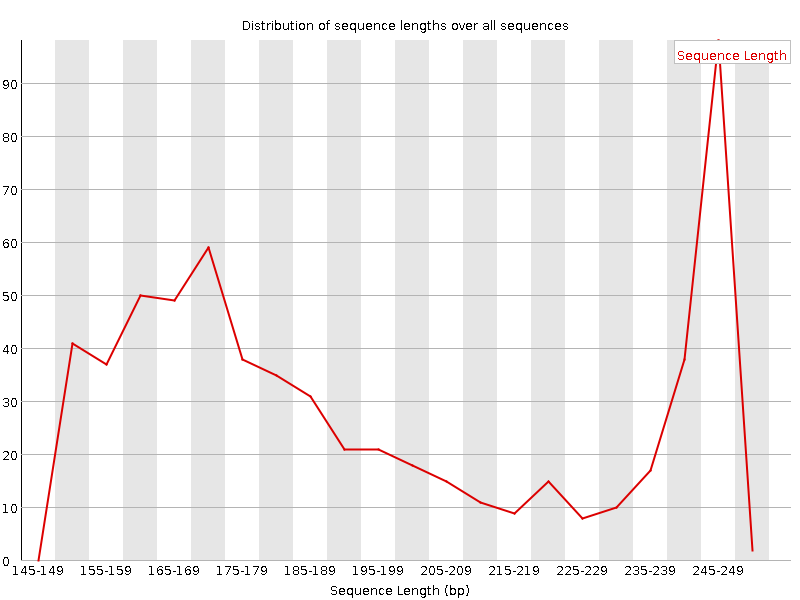 Distribution of sequence lengths over all sequences
Sequence Length
90
80
70
60
50
40
30
20
10
0
145-149 155-159 165-169 175-179 185-189 195-199 205-209 215-219 225-229 235-239 245-249
Sequence Length (bp)